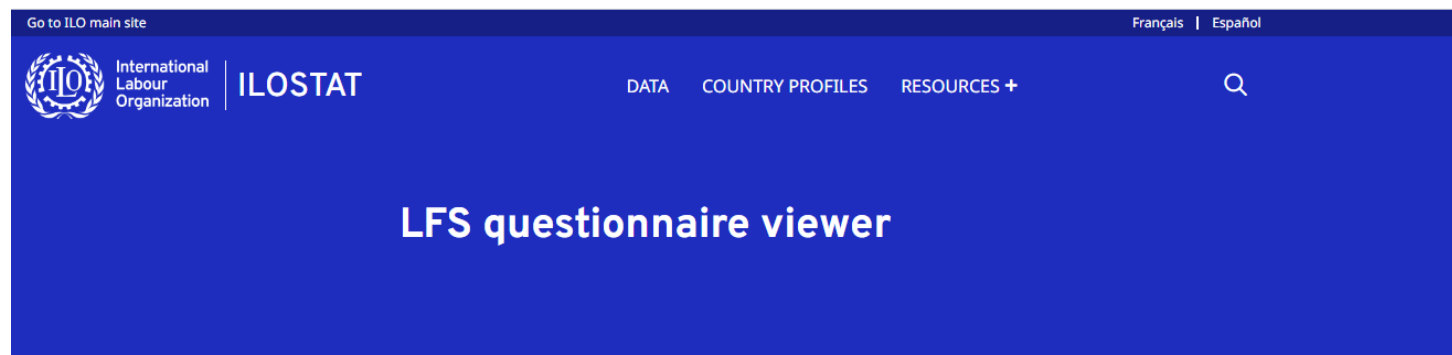 Go to ILO main site
Français | Español
ILO
International
Labour
Organization
ILOSTAT
DATA COUNTRY PROFILES RESOURCES +
LFS questionnaire viewer